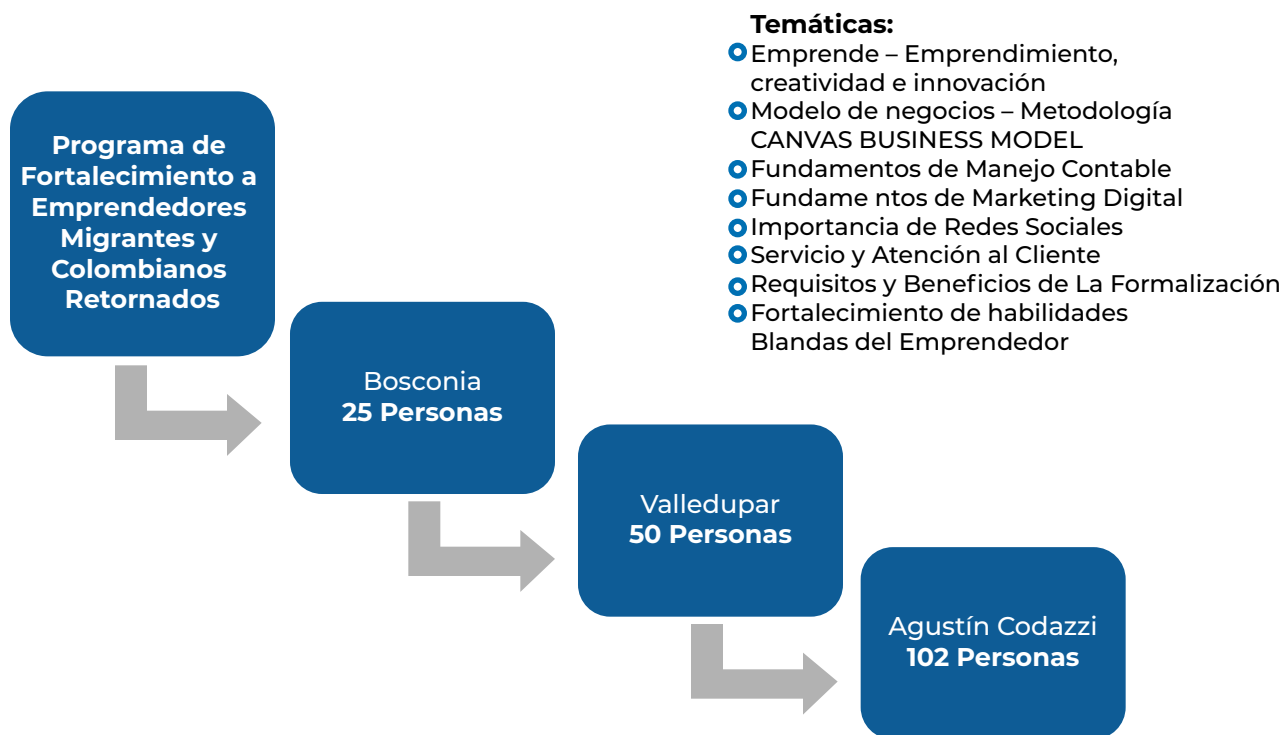 Temáticas:
Emprende – Emprendimiento,
creatividad e innovación
Modelo de negocios – Metodología
CANVAS BUSINESS MODEL
Fundamentos de Manejo Contable
Fundame ntos de Marketing Digital
Importancia de Redes Sociales
Servicio y Atención al Cliente
Requisitos y Beneficios de La Formalización
Fortalecimiento de habilidades
Blandas del Emprendedor
Programa de
Fortalecimiento a
Emprendedores
Migrantes y
Colombianos
Retornados
Bosconia
25 Personas
Valledupar
50 Personas
Agustín Codazzi
102 Personas